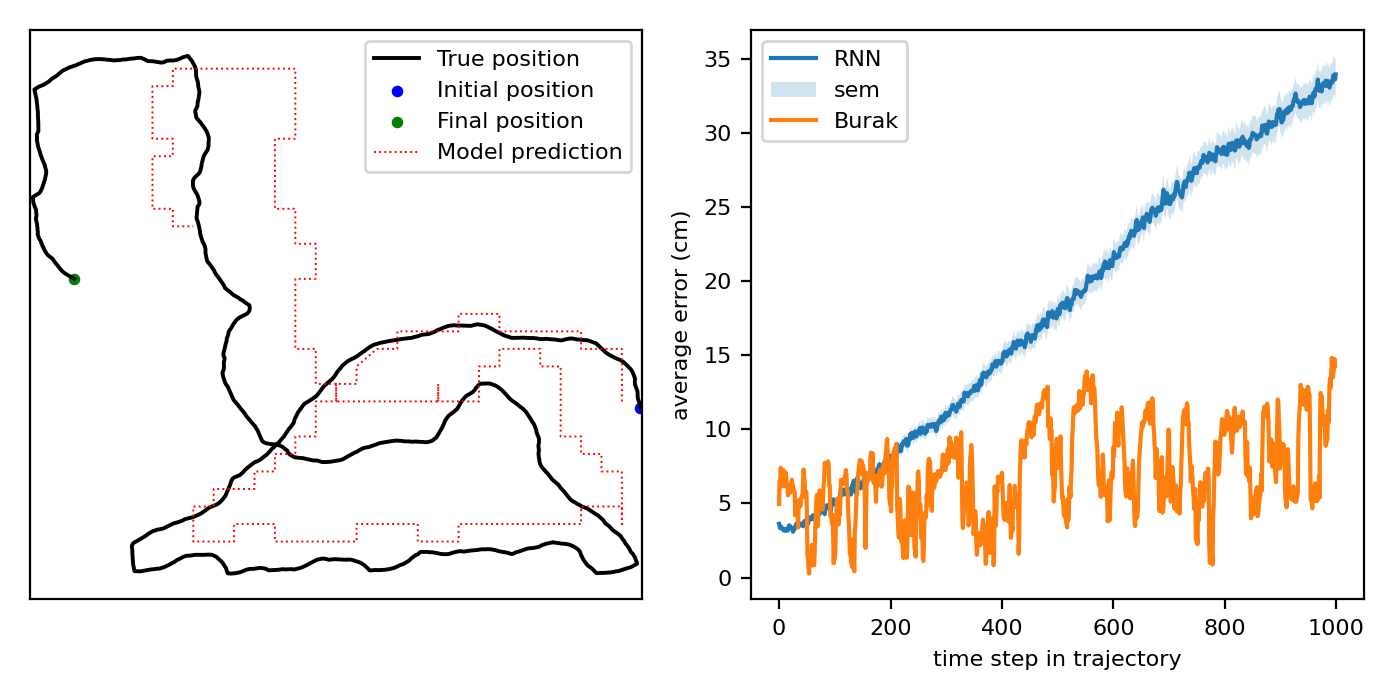 True position
Initial position
Final position
Model prediction
RNN
sem
Burak
average error (cm)
35
30
25
20
15
10
5
0
0 200 400 600 800 1000
time step in trajectory